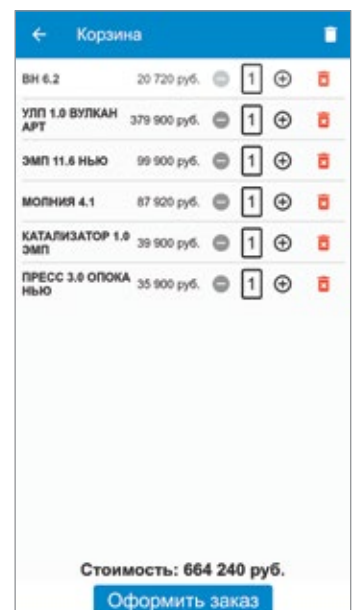 Корзина
ВН 6.2 20 720 руб. 1
УЛП 1.0 ВУЛКАН
АРТ 379 900 руб. 1
ЭМП 11.6 НЬЮ 99 900 руб. 1
МОЛНИЯ 4.1 87 920 руб. 1
КАТАЛИЗАТОР 1.0
ЭМП 39 900 руб. 1
ПРЕСС 3.0 ОПОКА
НЬЮ 35 900 руб. 1
Стоимость: 664 240 руб.
Оформить заказ